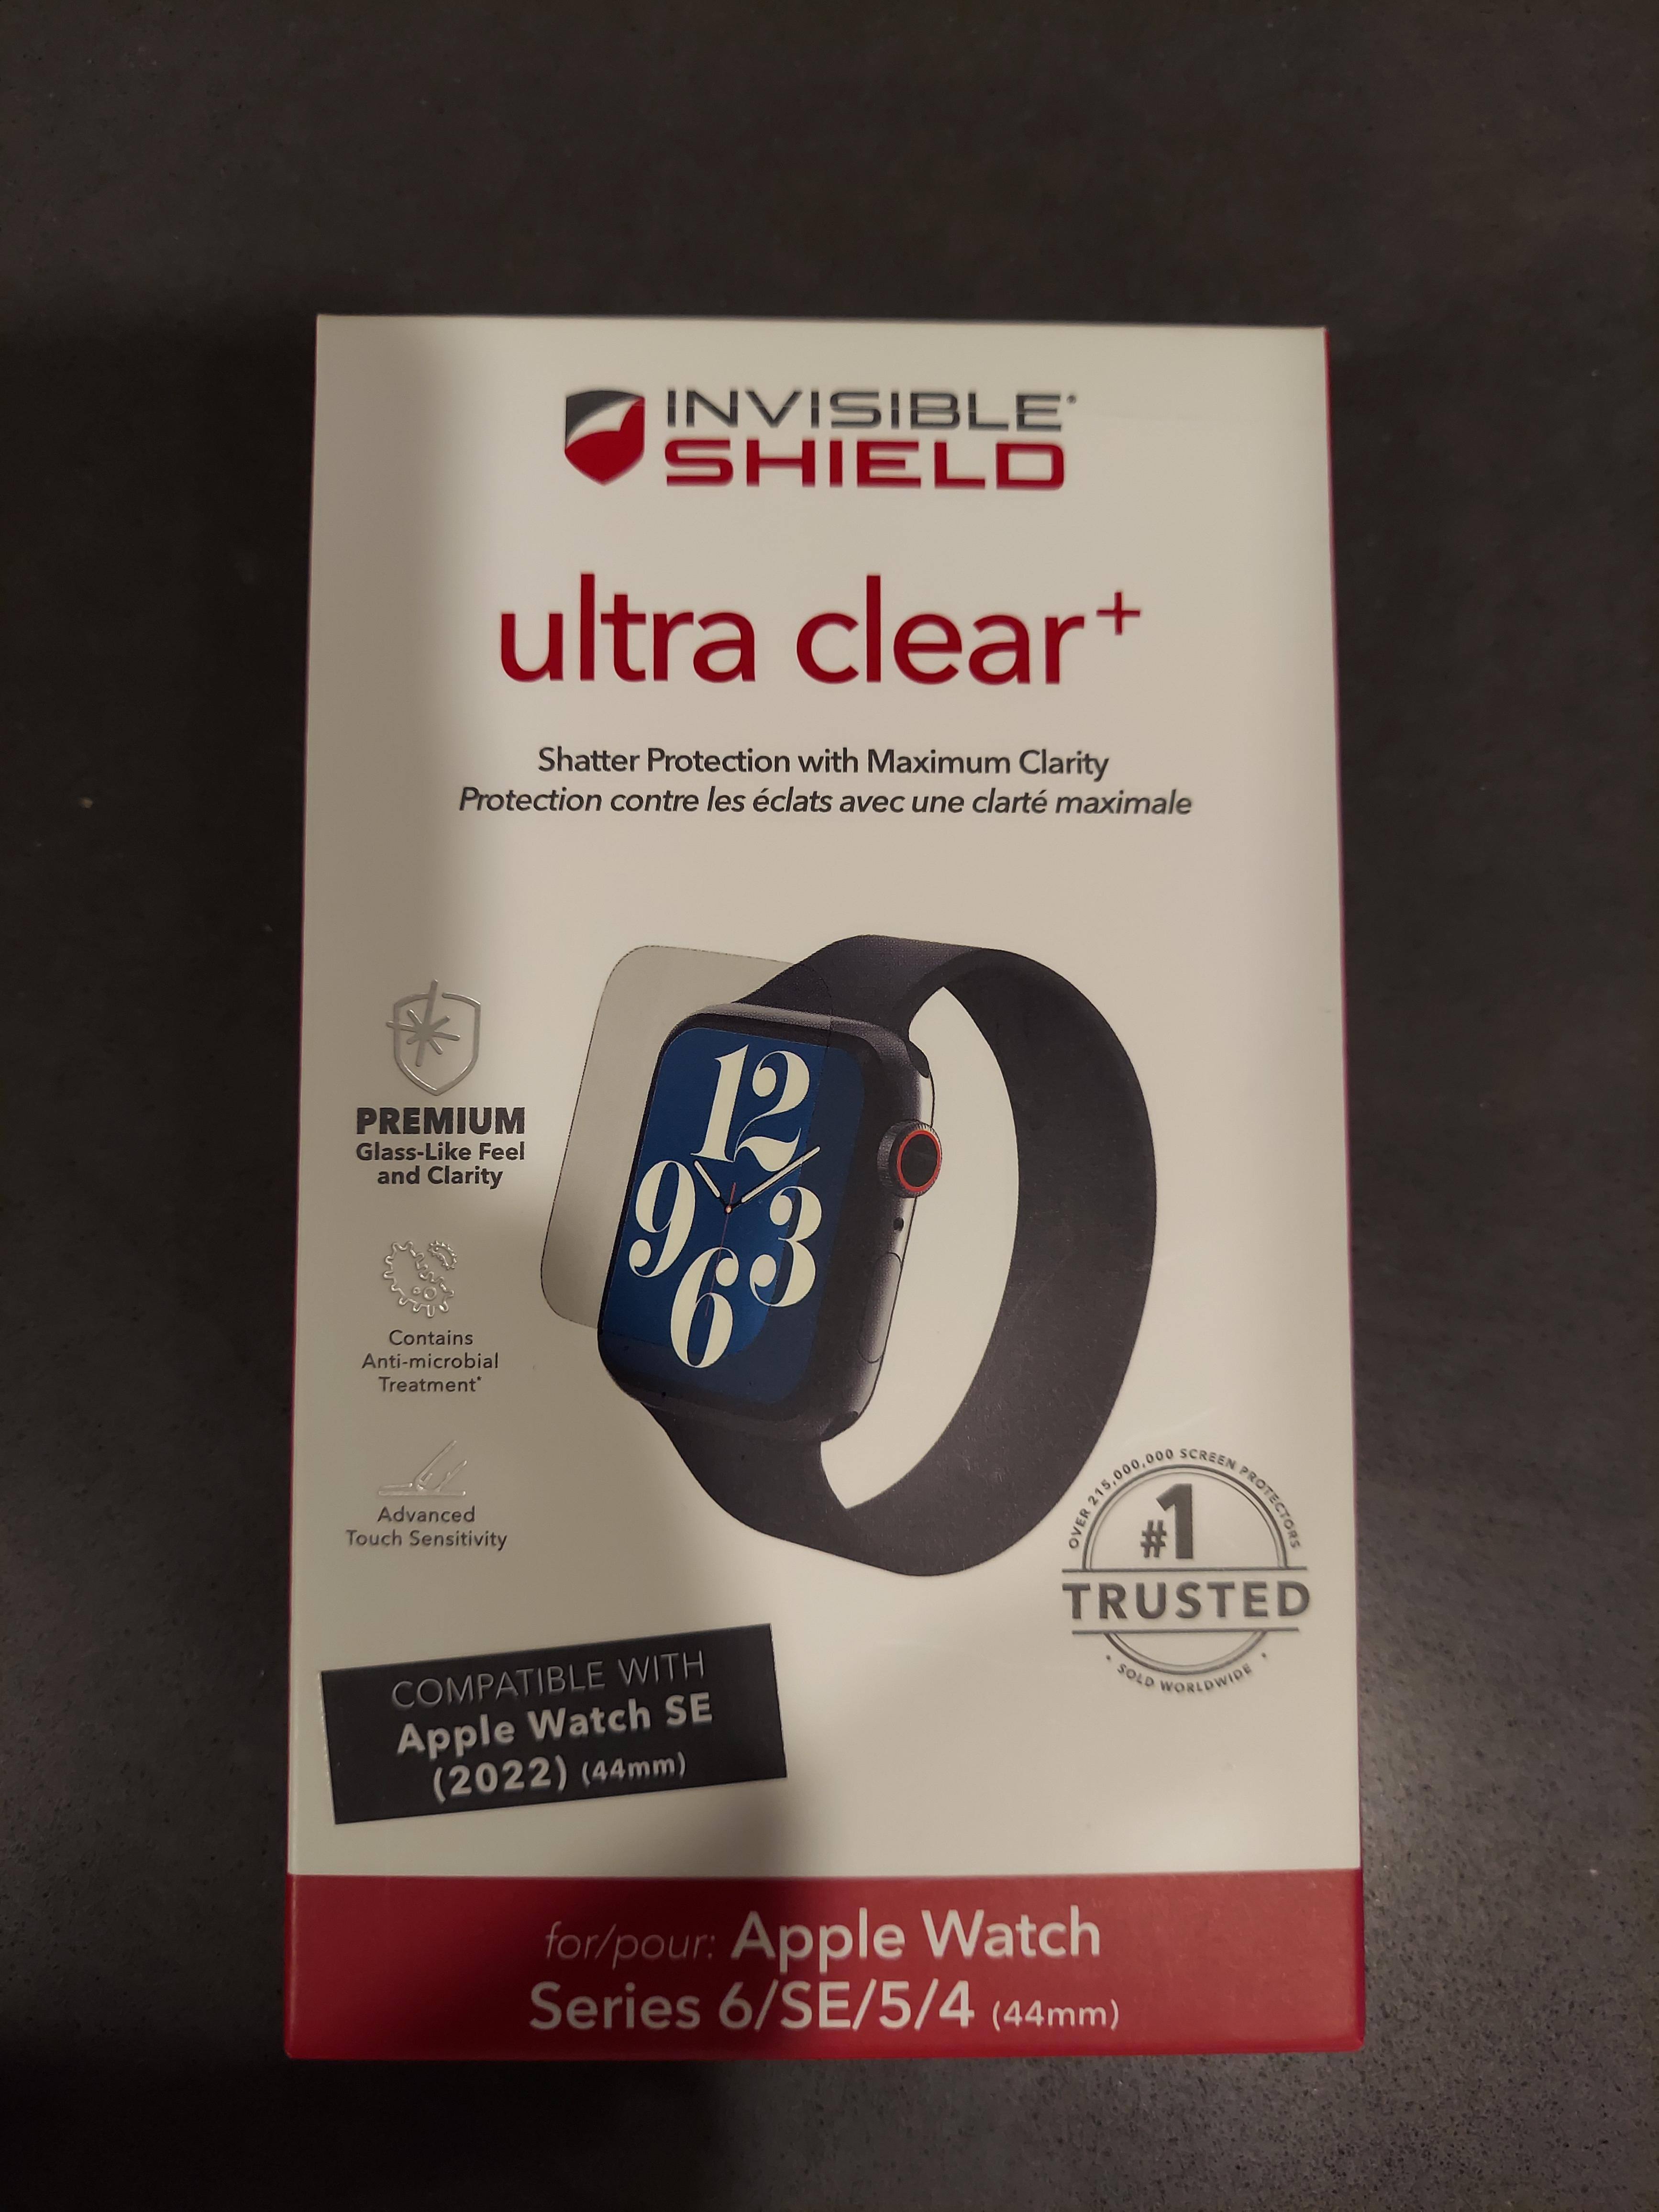 INVISIBLE
SHIELD
ultra clear+
Shatter Protection with Maximum Clarity
Protection contre les éclats avec une clarté maximale
12
9
3
6
PREMIUM
Glass-Like Feel
and Clarity
Contains
Anti-microbial
Treatment*
Advanced
Touch Sensitivity
OVER 215,000,000 SCREEN PROTECTORS
#1
TRUSTED
• SOLD WORLDWIDE •
COMPATIBLE WITH
Apple Watch SE
(2022) (44mm)
for/pour: Apple Watch
Series 6/SE/5/4 (44mm)